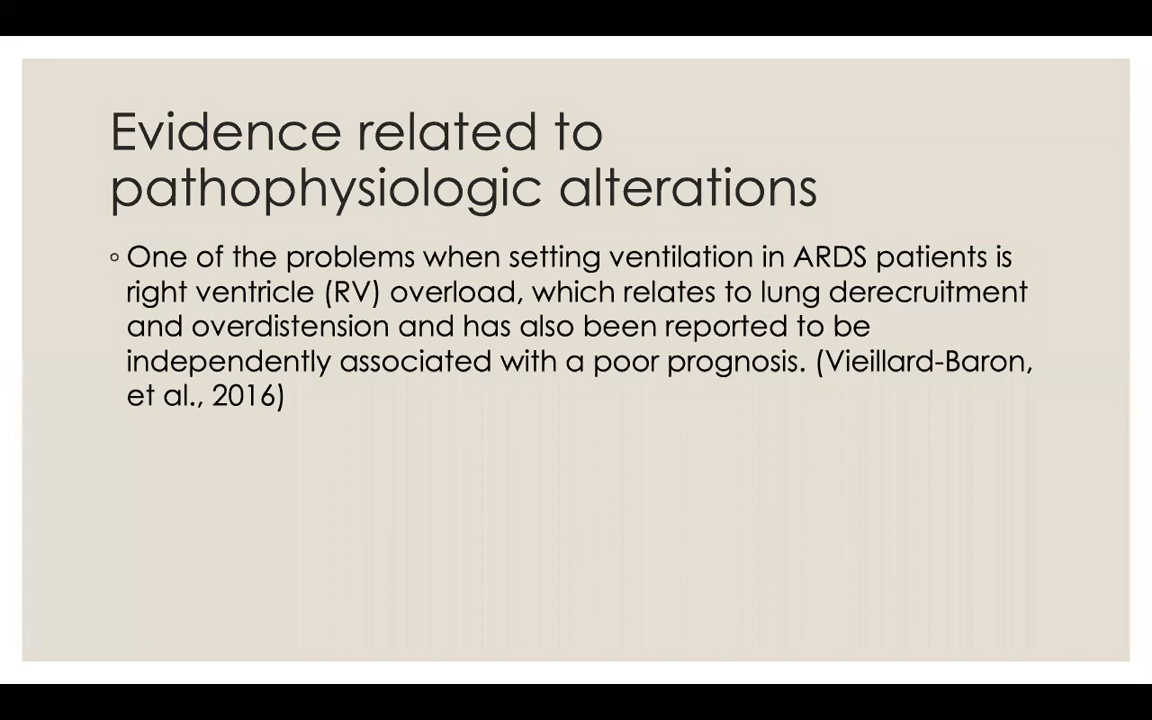 Evidence related to
pathophysiologic alterations
◦ One of the problems when setting ventilation in ARDS patients is
right ventricle (RV) overload, which relates to lung derecruitment
and overdistension and has also been reported to be
independently associated with a poor prognosis. (Vieillard-Baron,
et al., 2016)